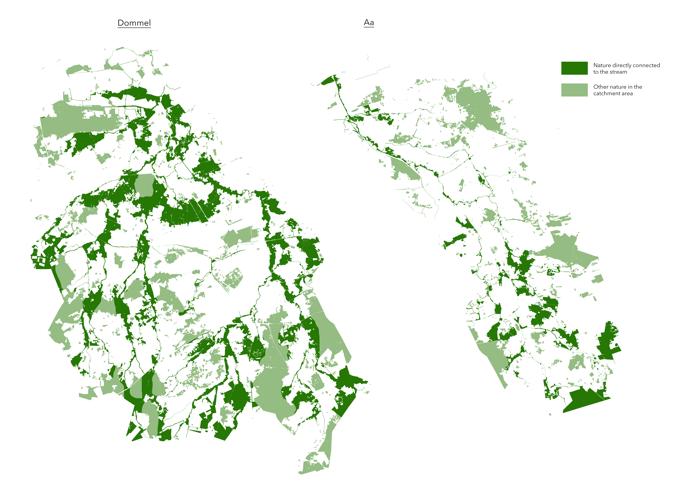 Dommel
Aa
Nature directly connected
to the stream
Other nature in the
catchment area